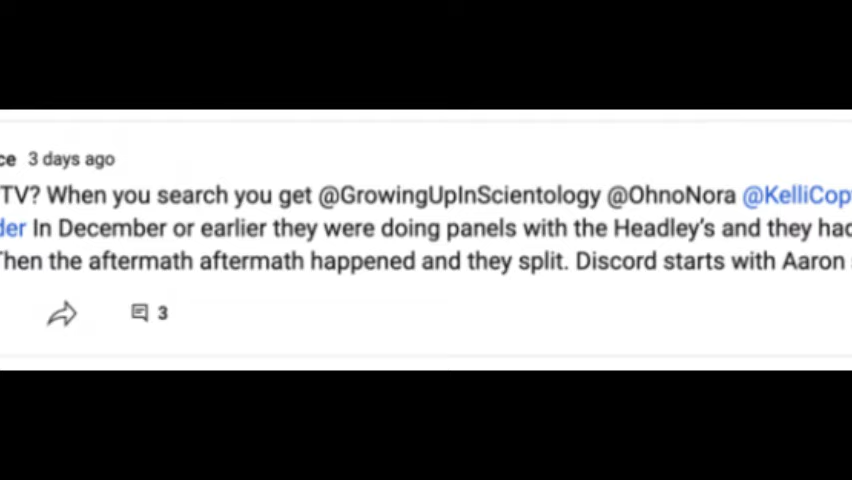 ce 3 days ago
TV? When you search you get @GrowingUpInScientology @OhnoNora @KelliCop
der In December or earlier they were doing panels with the Headley's and they had
Then the aftermath aftermath happened and they split. Discord starts with Aaron
3